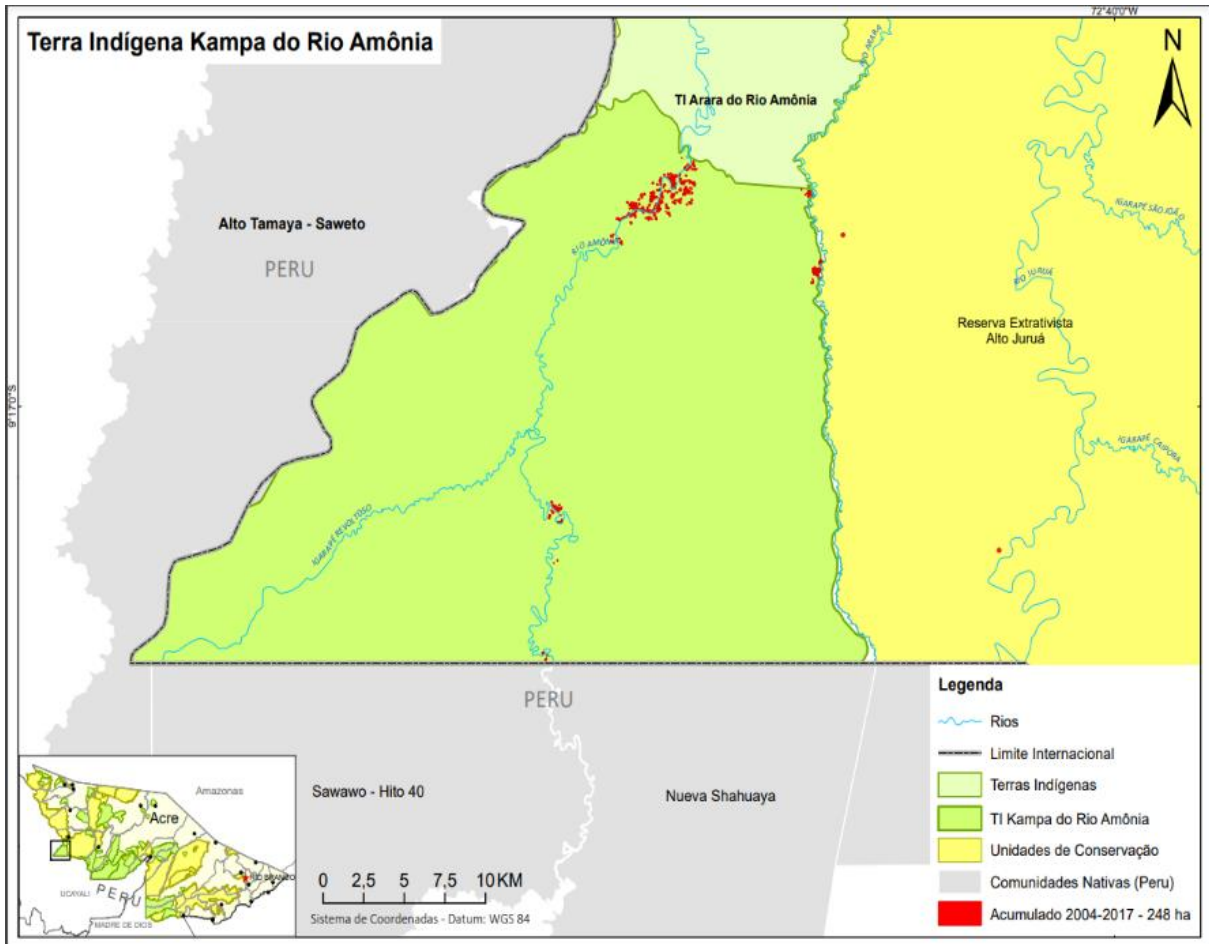 72°40'0"W
Terra Indígena Kampa do Rio Amônia
N
RIO ARARA
TI Arara do Rio Amônia
IGARAPÉ SÃO JOÃO
Alto Tamaya - Saweto
PERU
RIO AMÔNIA
RIO JURUÁ
Reserva Extrativista
Alto Juruá
9°17'0"S
IGARAPÉ CAIPORA
IGARAPÉ REVOLTOSO
PERU
Sawawo - Hito 40
Nueva Shahuaya
Legenda
Rios
Limite Internacional
Terras Indígenas
TI Kampa do Rio Amônia
Unidades de Conservação
Comunidades Nativas (Peru)
Acumulado 2004-2017 - 248 ha
Amazonas
Acre
RIO BRANCO
UCAYALI
PERU
MADRE DE DIOS
0 2,5 5 7,5 10 KM
Sistema de Coordenadas - Datum: WGS 84